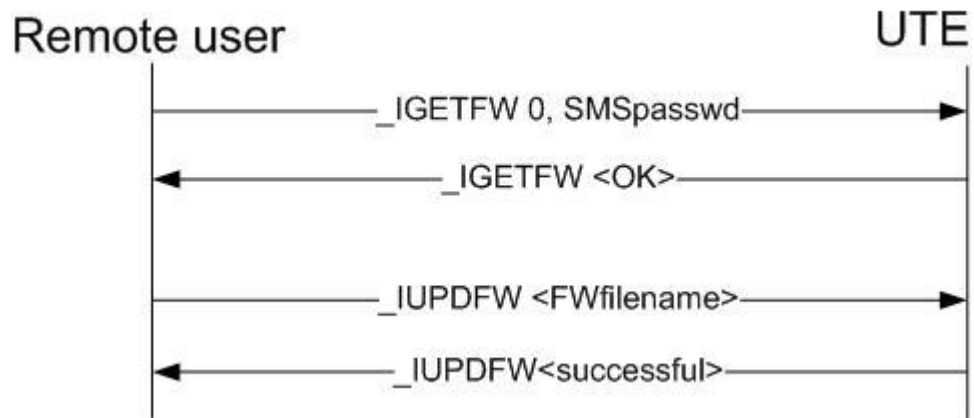 Remote user
UTE
_IGETFW 0, SMSpasswd
_IGETFW <OK>
_IUPDFW <FWfilename>
_IUPDFW<successful>